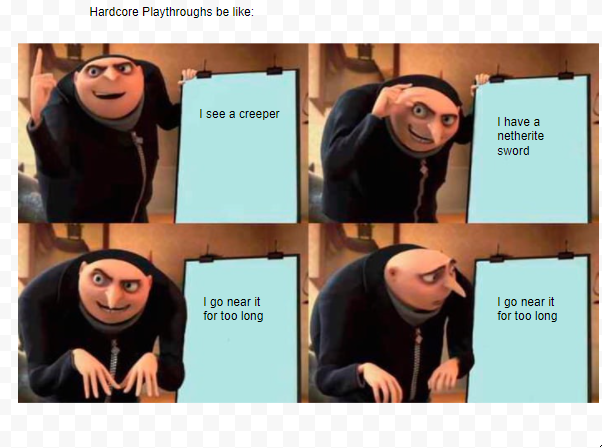 Hardcore Playthroughs be like:
I see a creeper
I have a
netherite
sword
I go near it
for too long
I go near it
for too long